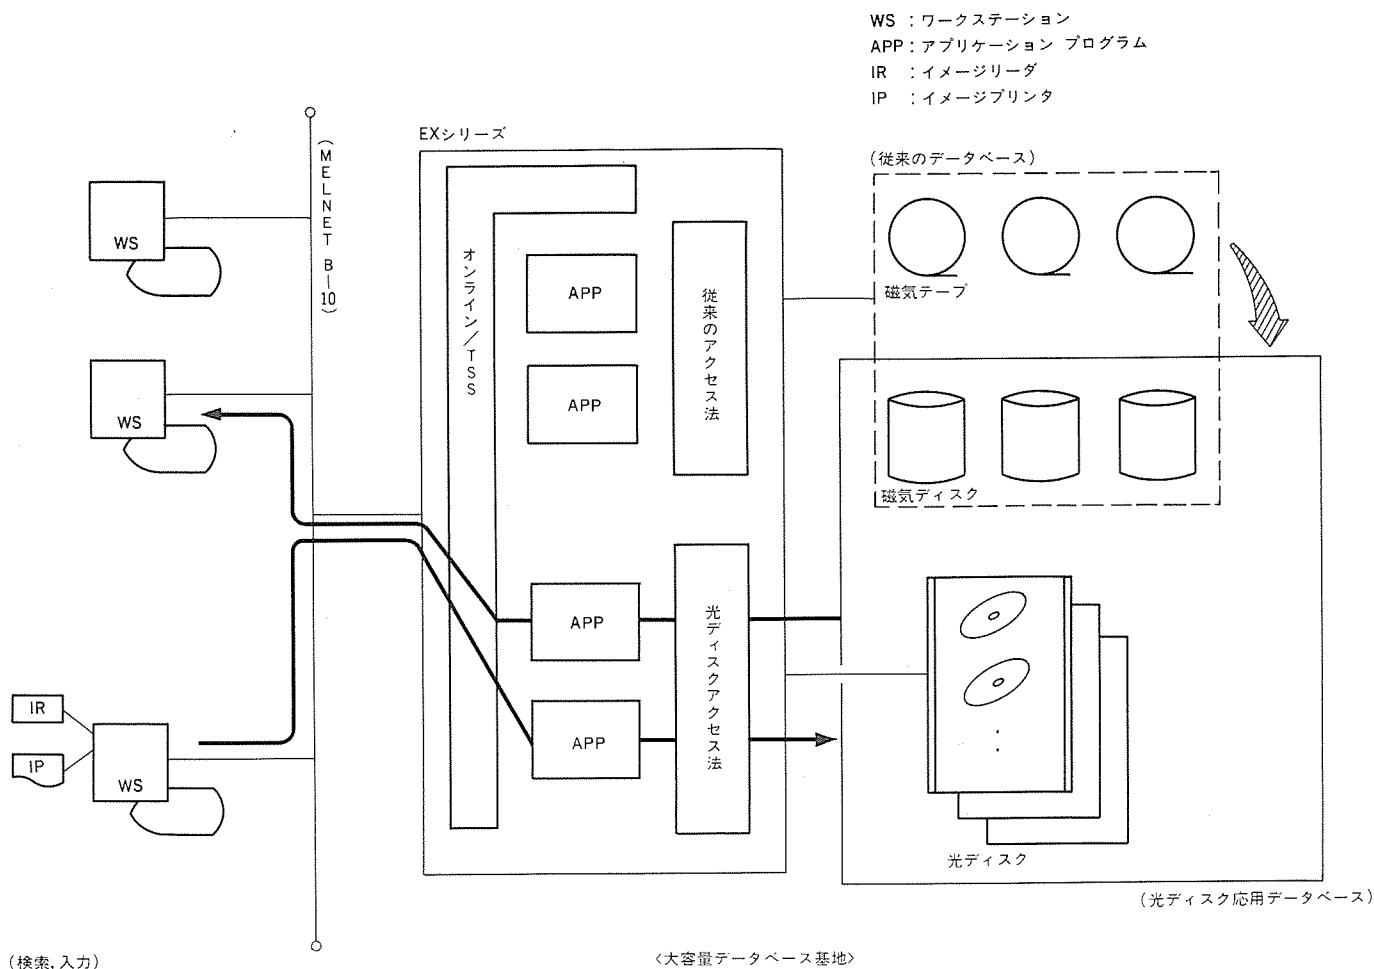 WS : ワークステーション
APP : アプリケーション プログラム
IR : イメージリーダ
IP : イメージプリンタ
EXシリーズ
(MELNET B-10)
(従来のデータベース)
WS
オンライン/TSS
APP
従来のアクセス法
磁気テープ
WS
APP
磁気ディスク
APP
光ディスクアクセス法
IR
IP
WS
APP
光ディスク
(光ディスク応用データベース)
(検索, 入力)
〈大容量データベース基地〉